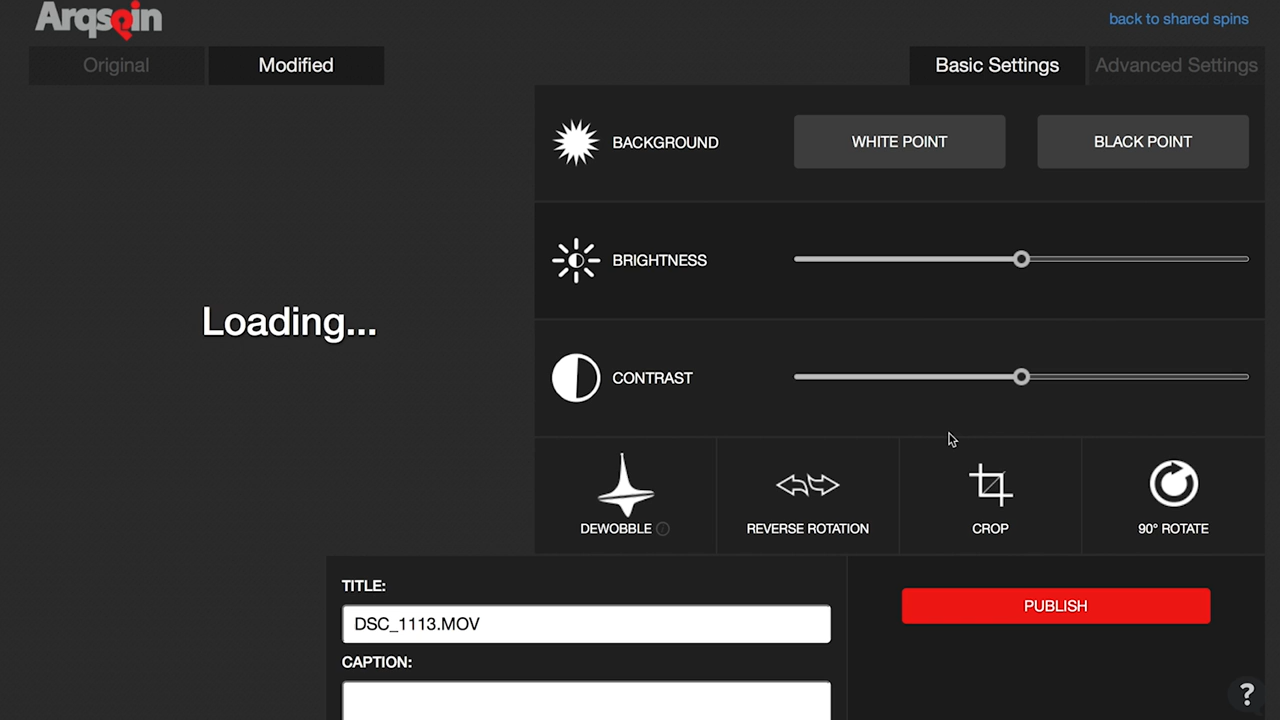 Arqspin
back to shared spins
Original
Modified
Basic Settings
Advanced Settings
BACKGROUND
WHITE POINT
BLACK POINT
BRIGHTNESS
Loading...
CONTRAST
DEWOBBLE
REVERSE ROTATION
CROP
90° ROTATE
TITLE:
DSC_1113.MOV
PUBLISH
CAPTION:
?